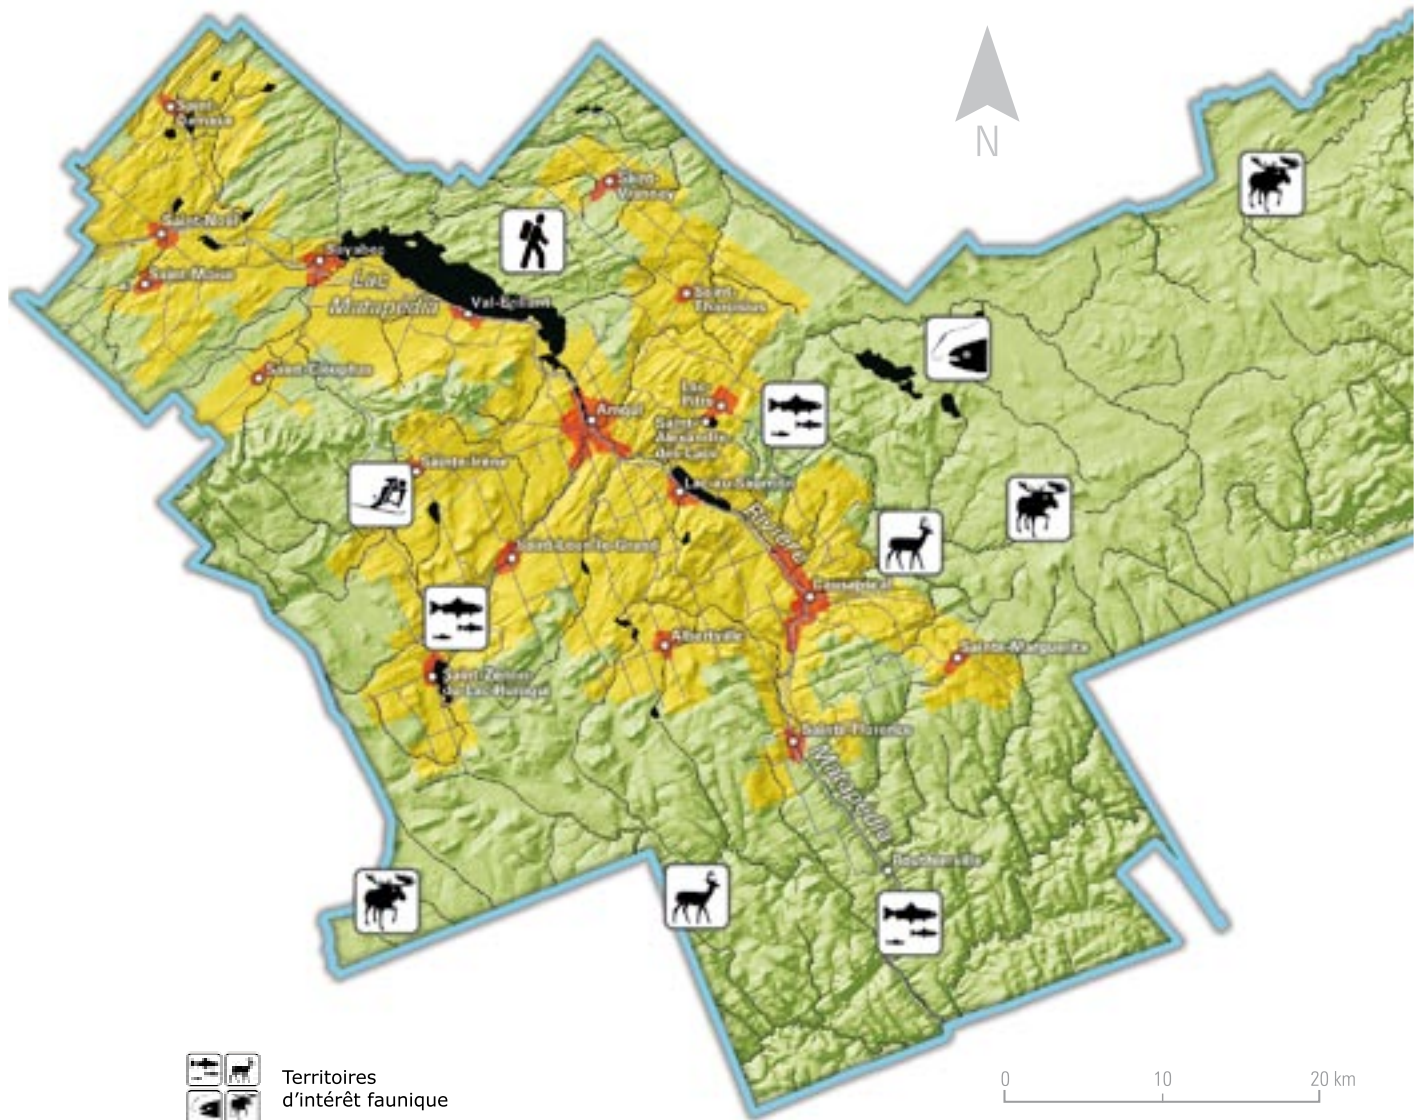 N
Saint-
Damase
Saint-
Vianney
Saint-Noël
Sayabec
Saint-Moïse
Lac
Matapédia
Val-Brillant
Saint-
Tharsicius
Saint-Cléophas
Lac-
Pitre
Amqui
Saint-
Alexandre-
des-Lacs
Sainte-Irène
Lac-au-Saumon
Rivière
Saint-Léon-le-Grand
Causapscal
Albertville
Sainte-Marguerite
Saint-Zénon-
du-Lac-Humqui
Sainte-Florence
Matapédia
Routhierville
Territoires
d'intérêt faunique
0 10 20 km